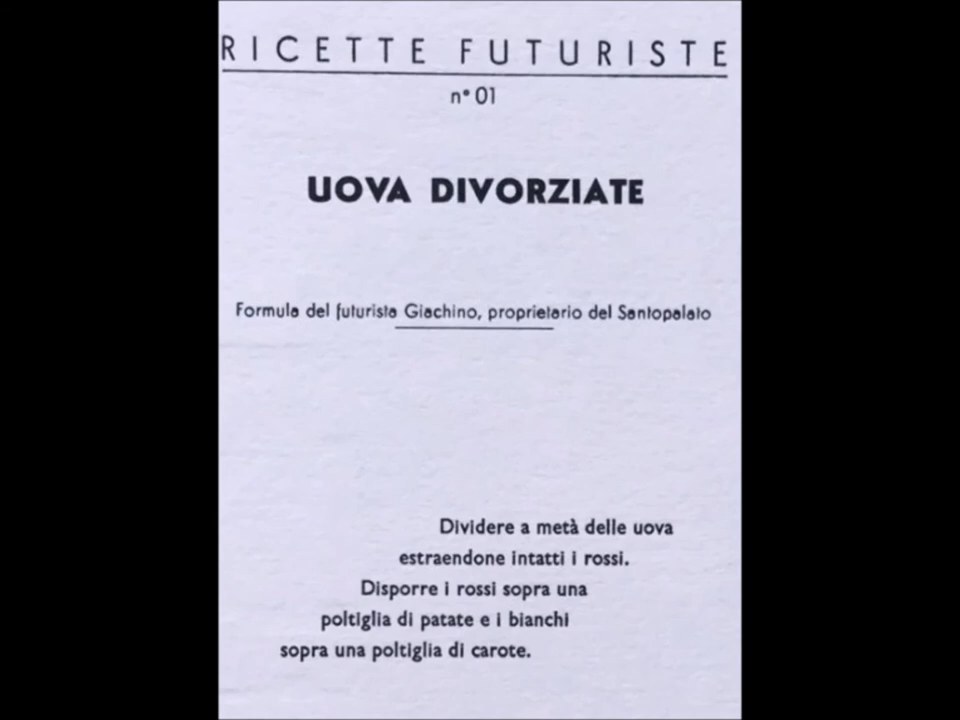 RICETTE FUTURISTE
n° 01
UOVA DIVORZIATE
Formula del futurista Giachino, proprietario del Santopalato
Dividere a metà delle uova
estraendone intatti i rossi.
Disporre i rossi sopra una
poltiglia di patate e i bianchi
sopra una poltiglia di carote.